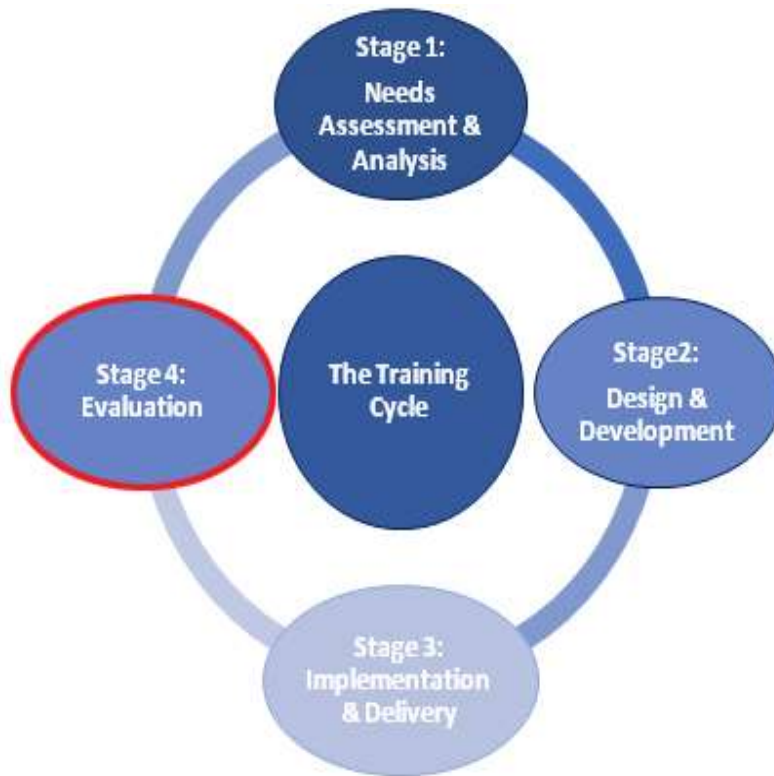 Stage 1:
Needs
Assessment &
Analysis
Stage2:
Design &
Development
Stage 3:
Implementation
& Delivery
Stage 4:
Evaluation
The Training
Cycle